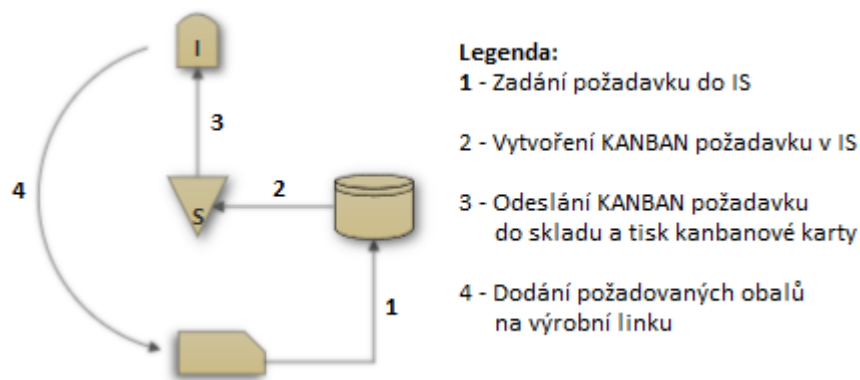 I
3
4
2
S
1
Legenda:
1 - Zadání požadavku do IS
2 - Vytvoření KANBAN požadavku v IS
3 - Odeslání KANBAN požadavku
do skladu a tisk kanbanové karty
4 - Dodání požadovaných obalů
na výrobní linku